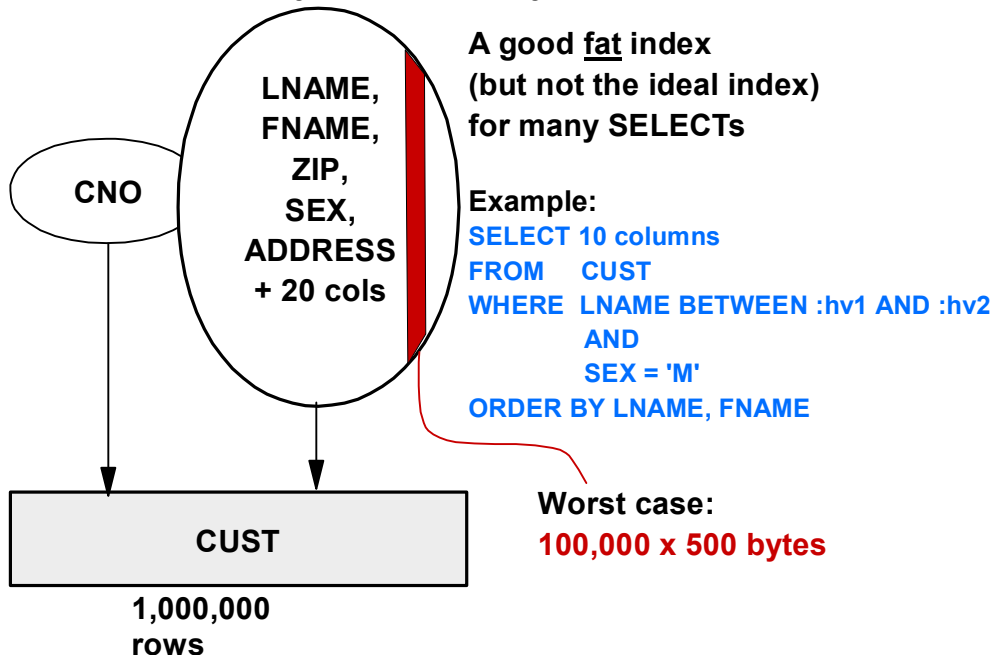 A good fat index
(but not the ideal index)
for many SELECTs
LNAME,
FNAME,
ZIP,
SEX,
ADDRESS
+ 20 cols
CNO
Example:
SELECT 10 columns
FROM CUST
WHERE LNAME BETWEEN :hv1 AND :hv2
AND
SEX = 'M'
ORDER BY LNAME, FNAME
Worst case:
100,000 x 500 bytes
CUST
1,000,000
rows